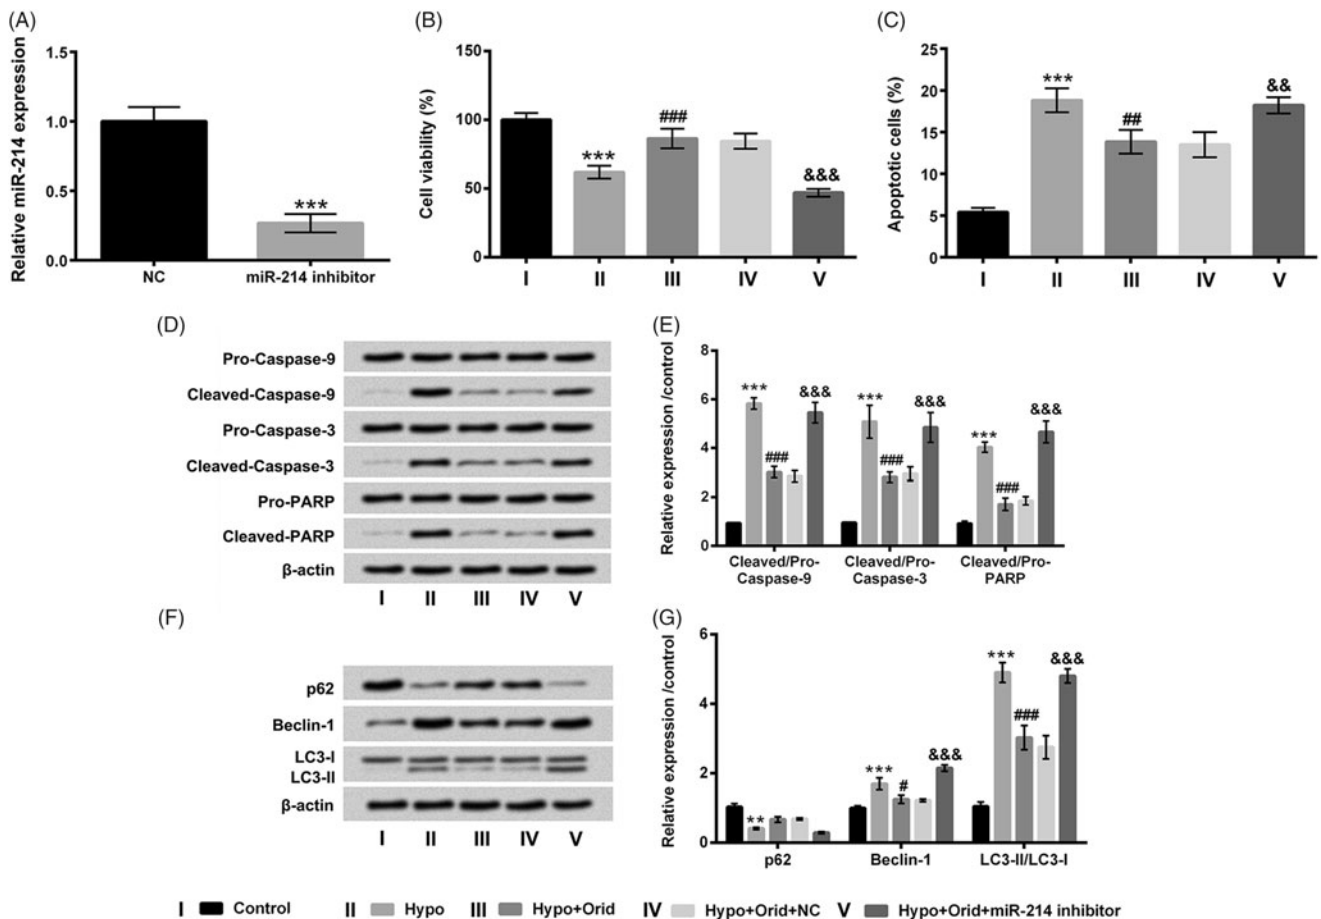 (A)
Relative miR-214 expression
1.5
1.0
0.5
0.0
***
NC
miR-214 inhibitor
(B)
Cell viability (%)
150
100
50
0
***
###
&&&
I II III IV V
(C)
Apoptotic cells (%)
25
20
15
10
5
0
***
##
&&
I II III IV V
(D)
Pro-Caspase-9
Cleaved-Caspase-9
Pro-Caspase-3
Cleaved-Caspase-3
Pro-PARP
Cleaved-PARP
β-actin
I II III IV V
(E)
Relative expression /control
8
6
4
2
0
*** ### &&&
*** ### &&&
*** ### &&&
Cleaved/Pro-
Caspase-9
Cleaved/Pro-
Caspase-3
Cleaved/Pro-
PARP
(F)
p62
Beclin-1
LC3-I
LC3-II
β-actin
I II III IV V
(G)
Relative expression /control
6
4
2
0
**
*** # &&&
*** ### &&&
p62
Beclin-1
LC3-II/LC3-I
I Control II Hypo III Hypo+Orid IV Hypo+Orid+NC V Hypo+Orid+miR-214 inhibitor